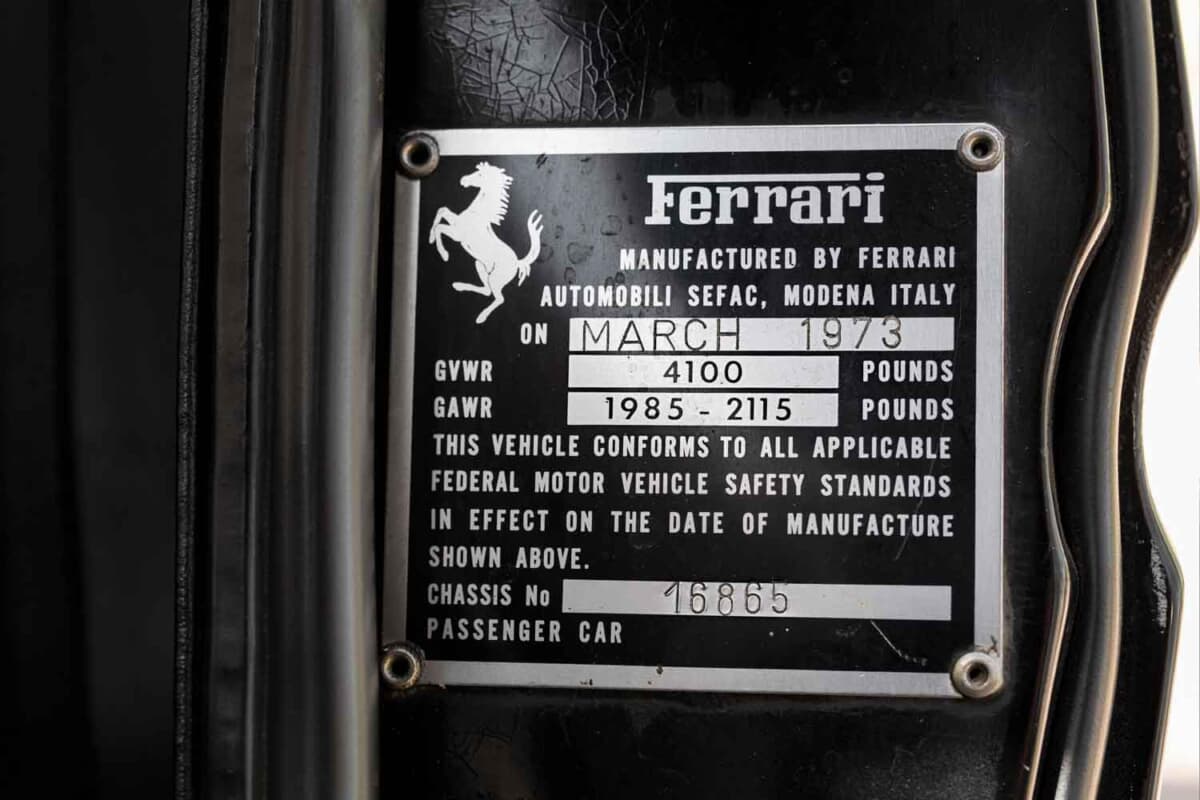 Ferrari
MANUFACTURED BY FERRARI
AUTOMOBILI SEFAC, MODENA ITALY
ON MARCH 1973
GVWR 4100 POUNDS
GAWR 1985 - 2115 POUNDS
THIS VEHICLE CONFORMS TO ALL APPLICABLE
FEDERAL MOTOR VEHICLE SAFETY STANDARDS
IN EFFECT ON THE DATE OF MANUFACTURE
SHOWN ABOVE.
CHASSIS No 16865
PASSENGER CAR